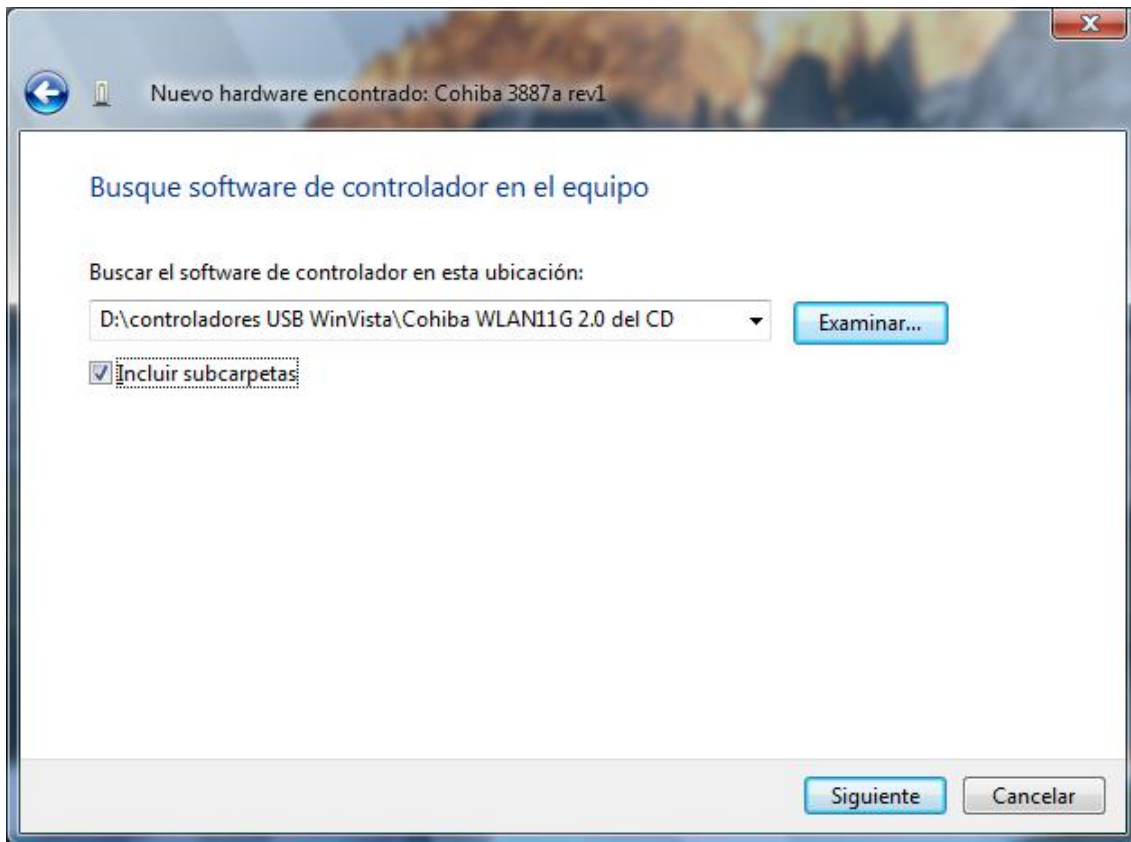 Nuevo hardware encontrado: Cohiba 3887a rev1
Busque software de controlador en el equipo
Buscar el software de controlador en esta ubicación:
D:\controladores USB WinVista\Cohiba WLAN11G 2.0 del CD
Examinar...
Incluir subcarpetas
Siguiente Cancelar